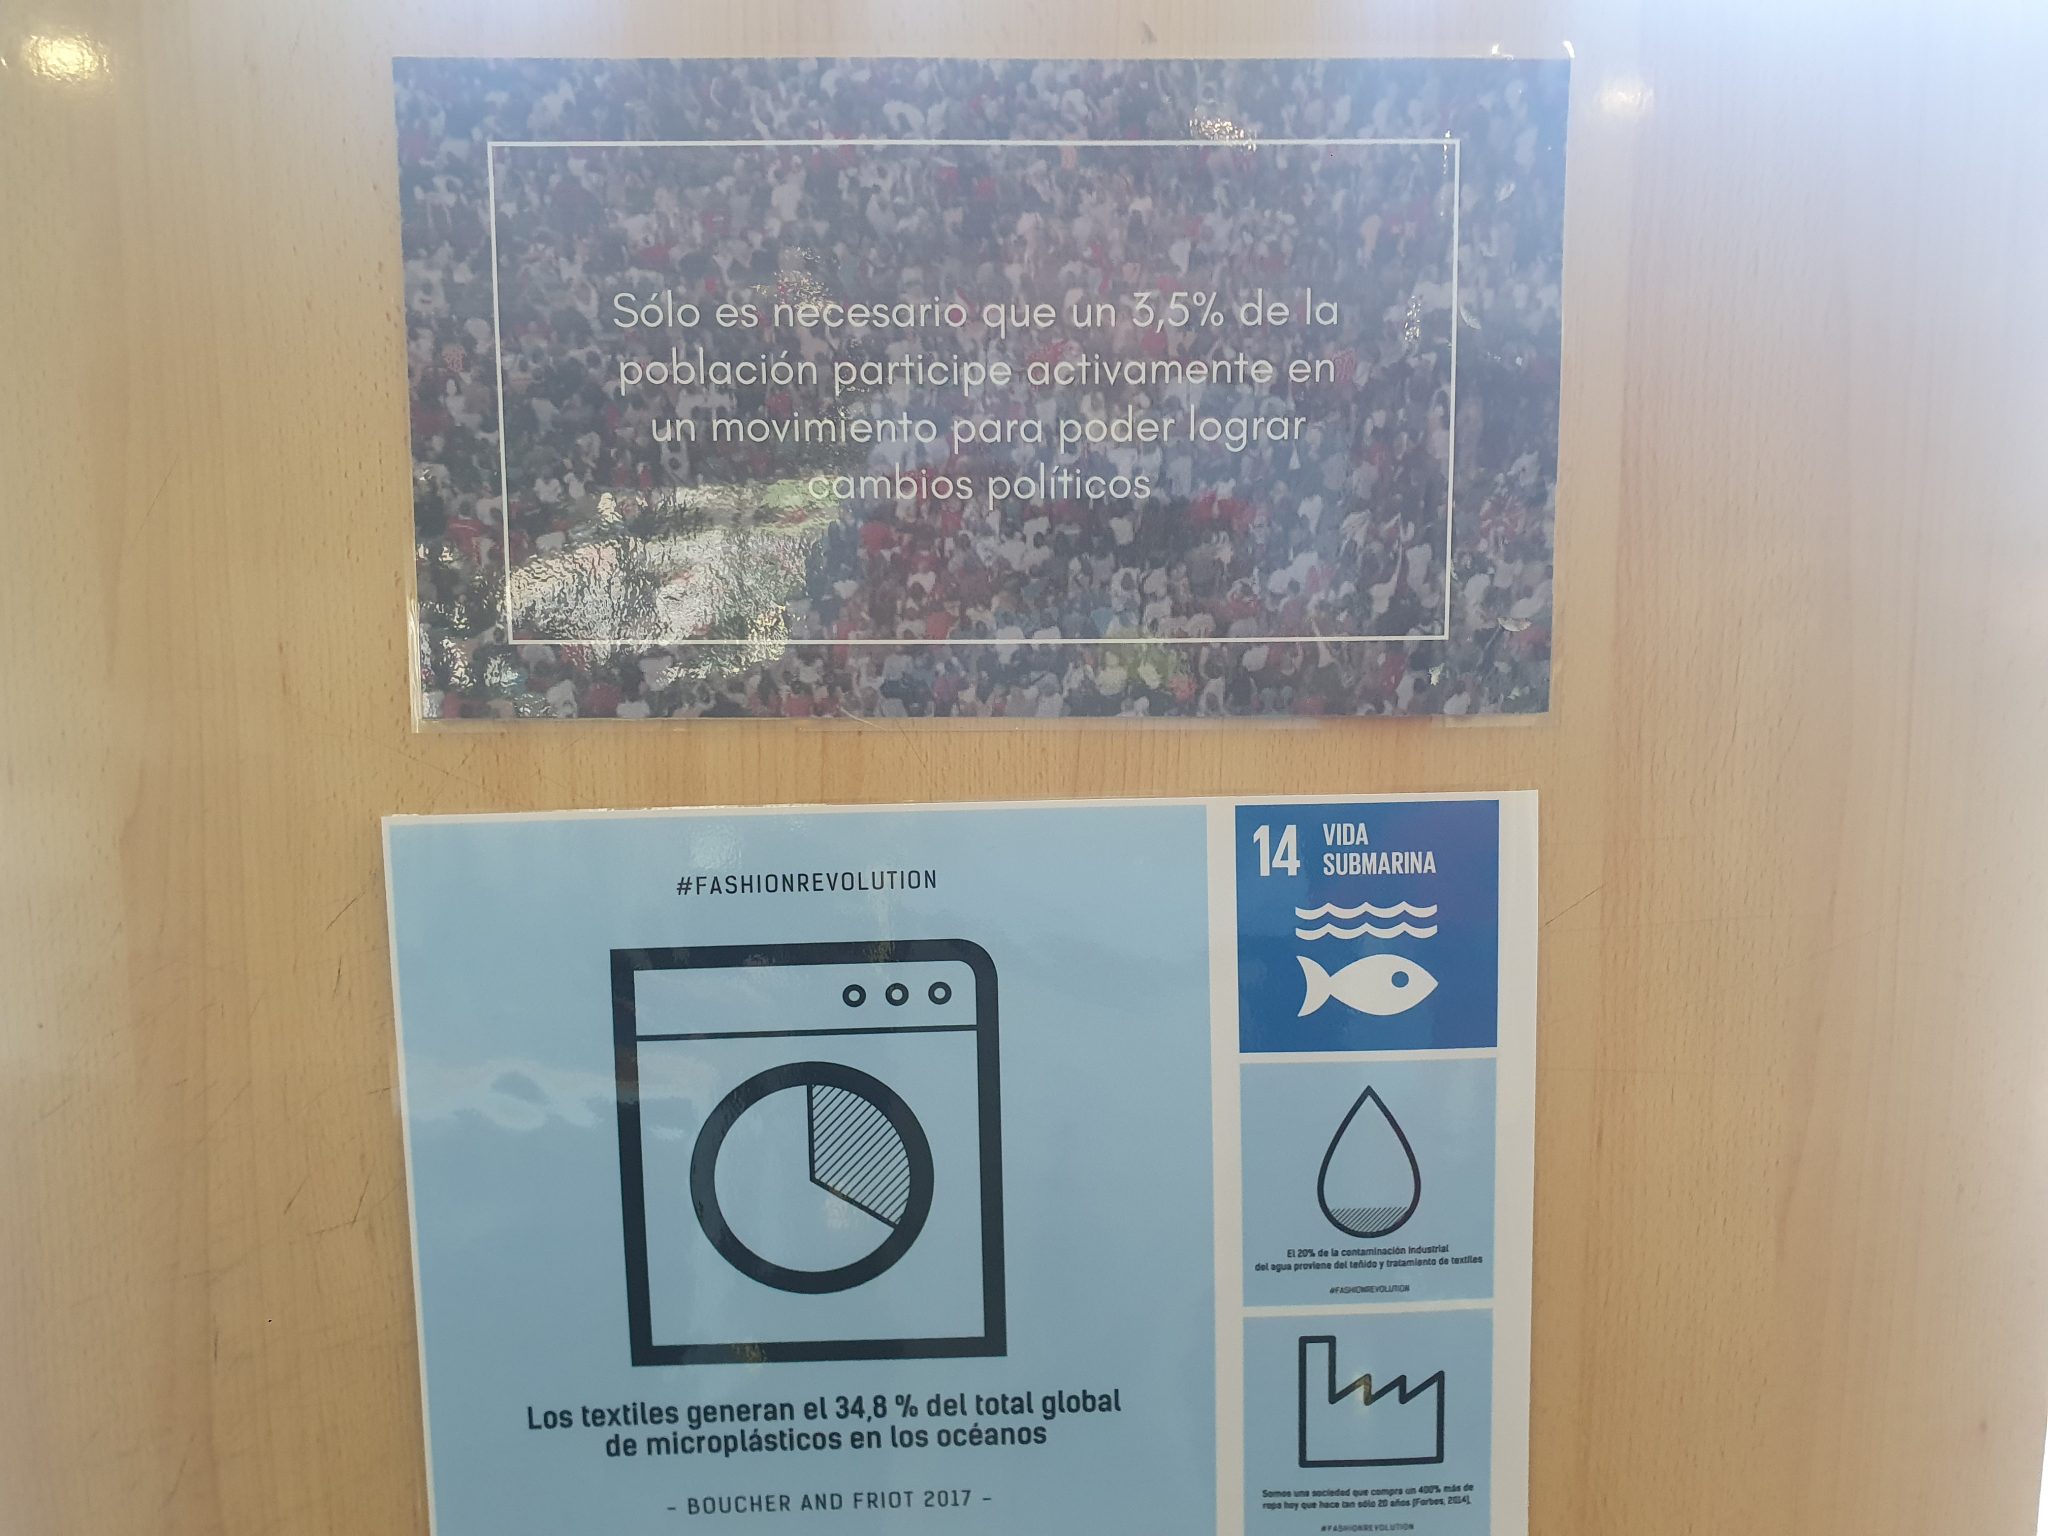 Sólo es necesario que un 3,5% de la
población participe activamente en
un movimiento para poder lograr
cambios políticos
#FASHIONREVOLUTION
Los textiles generan el 34,8 % del total global
de microplásticos en los océanos
- BOUCHER AND FRIOT 2017 -
14 VIDA
SUBMARINA
El 20% de la contaminación industrial
del agua proviene del teñido y tratamiento de textiles
#FASHIONREVOLUTION
Somos una sociedad que compra un 400% más de
ropa hoy que hace tan sólo 20 años (Forbes, 2014).
#FASHIONREVOLUTION